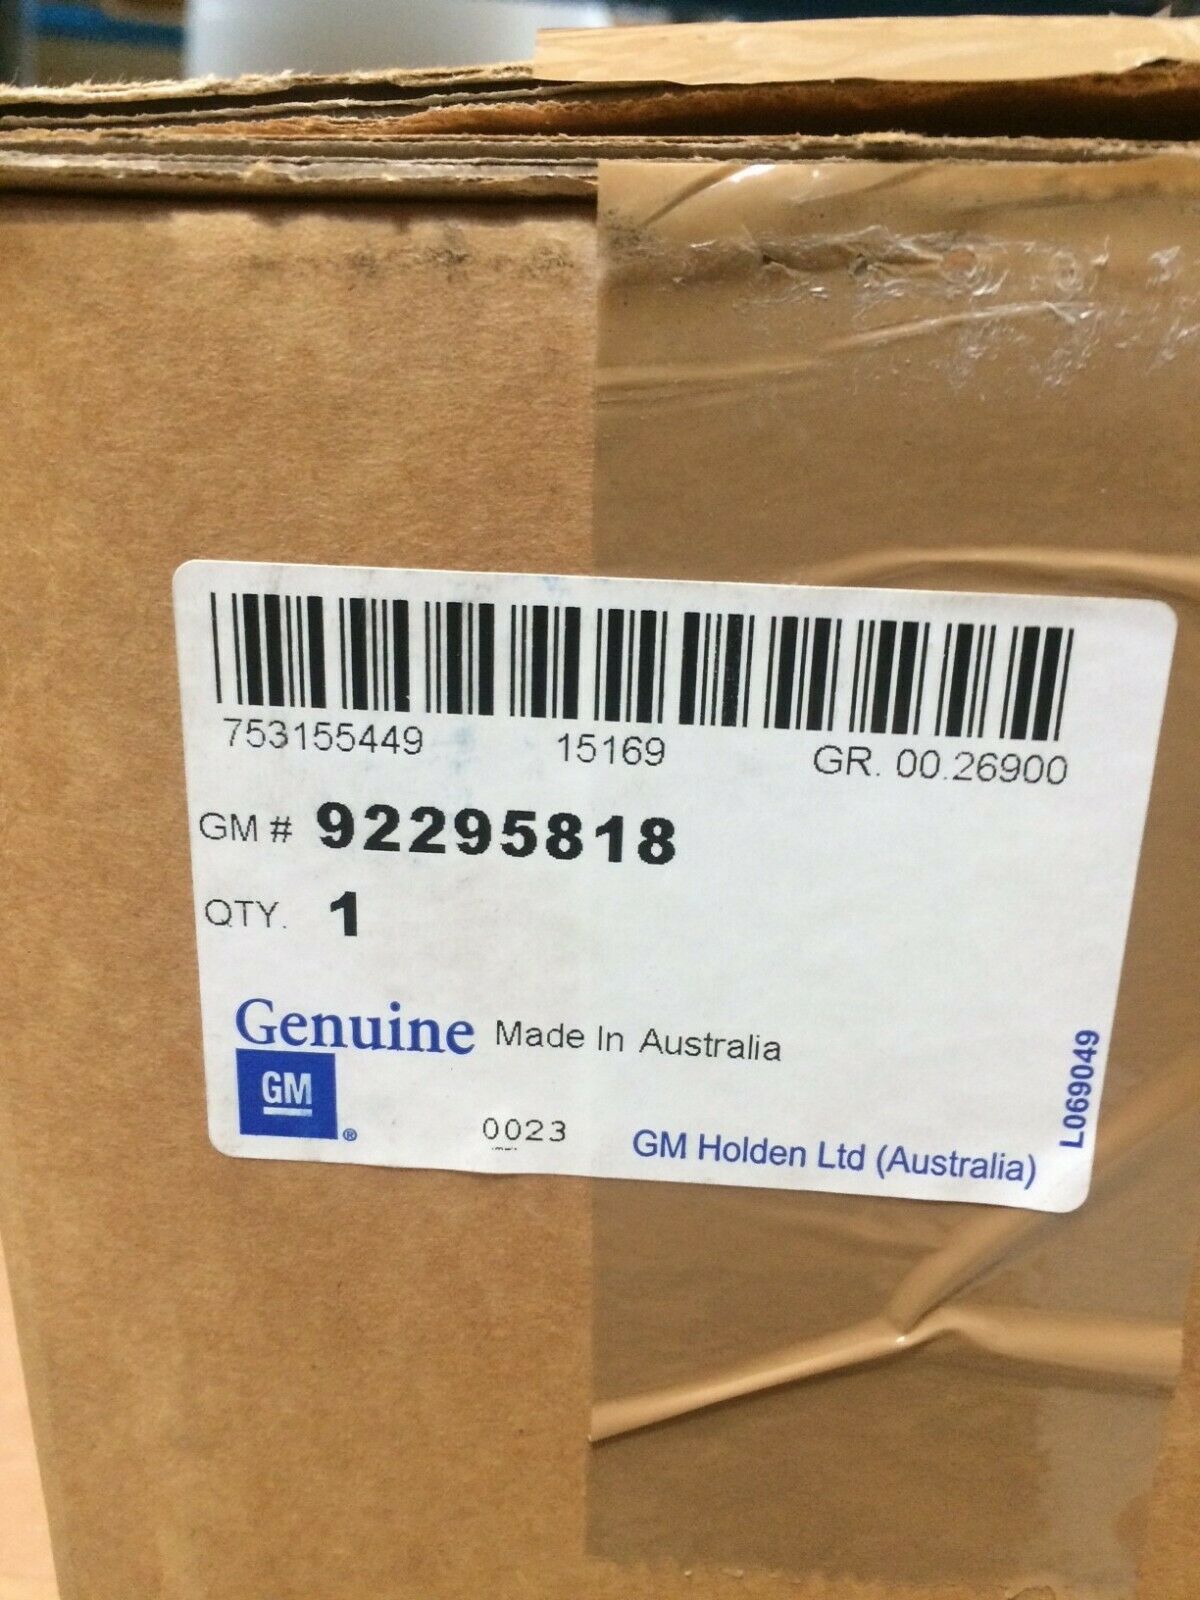 753155449 15169 GR. 00.26900
GM # 92295818
QTY. 1
Genuine Made In Australia
GM ®
0023
GM Holden Ltd (Australia)
L069049